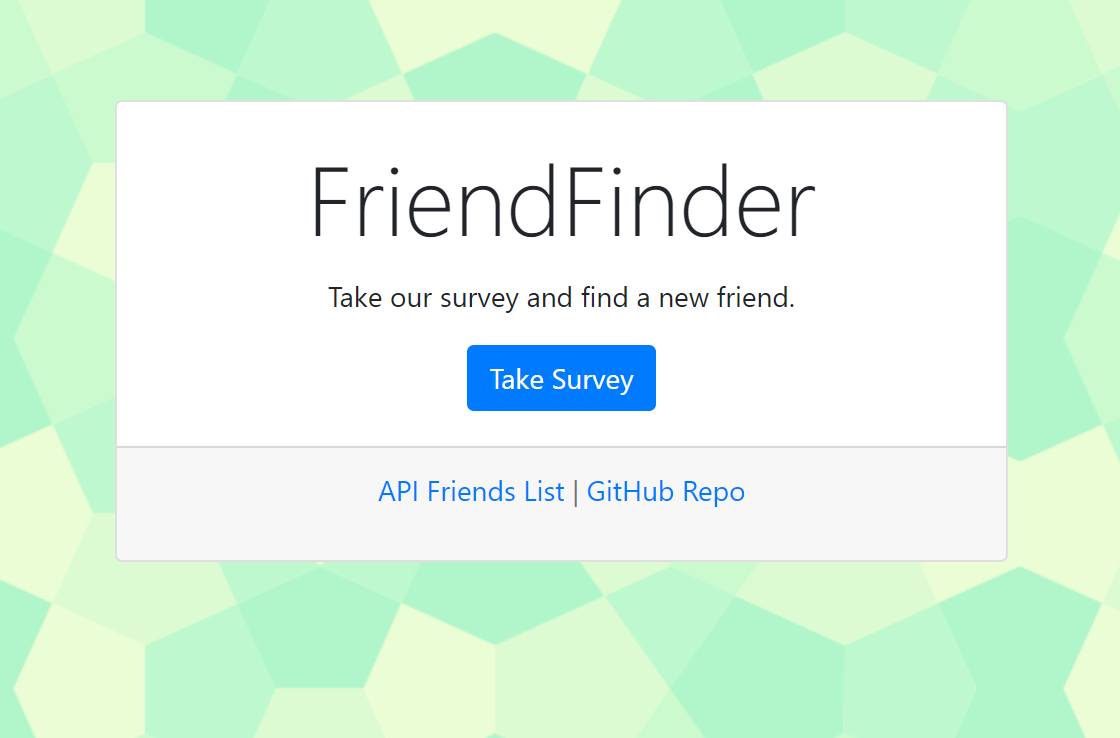 FriendFinder
Take our survey and find a new friend.
Take Survey
API Friends List | GitHub Repo